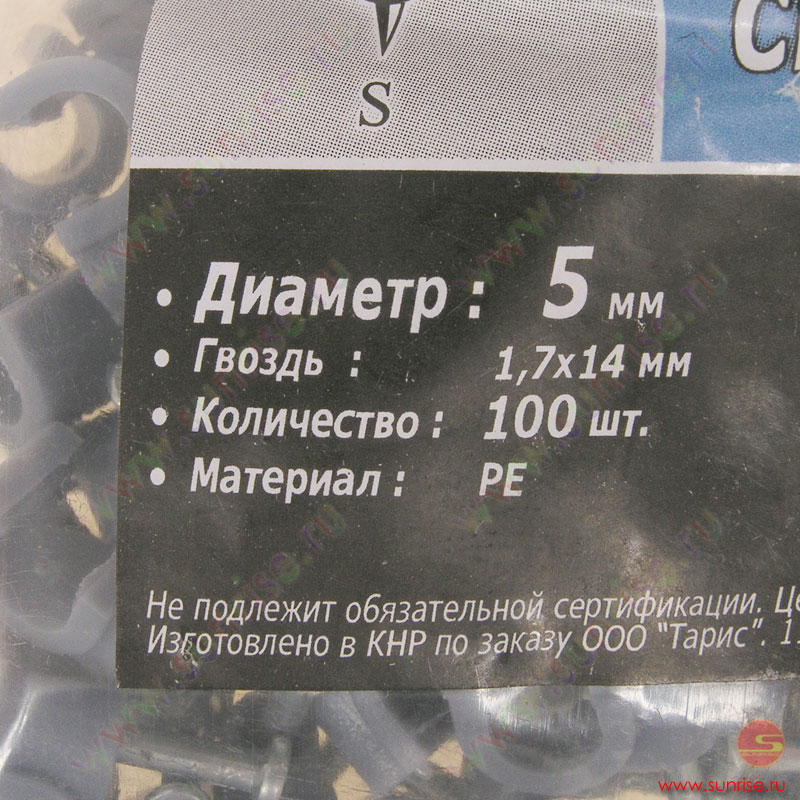 S
• Диаметр : 5 мм
• Гвоздь : 1,7х14 мм
• Количество : 100 шт.
• Материал : PE
Не подлежит обязательной сертификации.
Изготовлено в КНР по заказу ООО "Тарис".
www.sunrise.ru